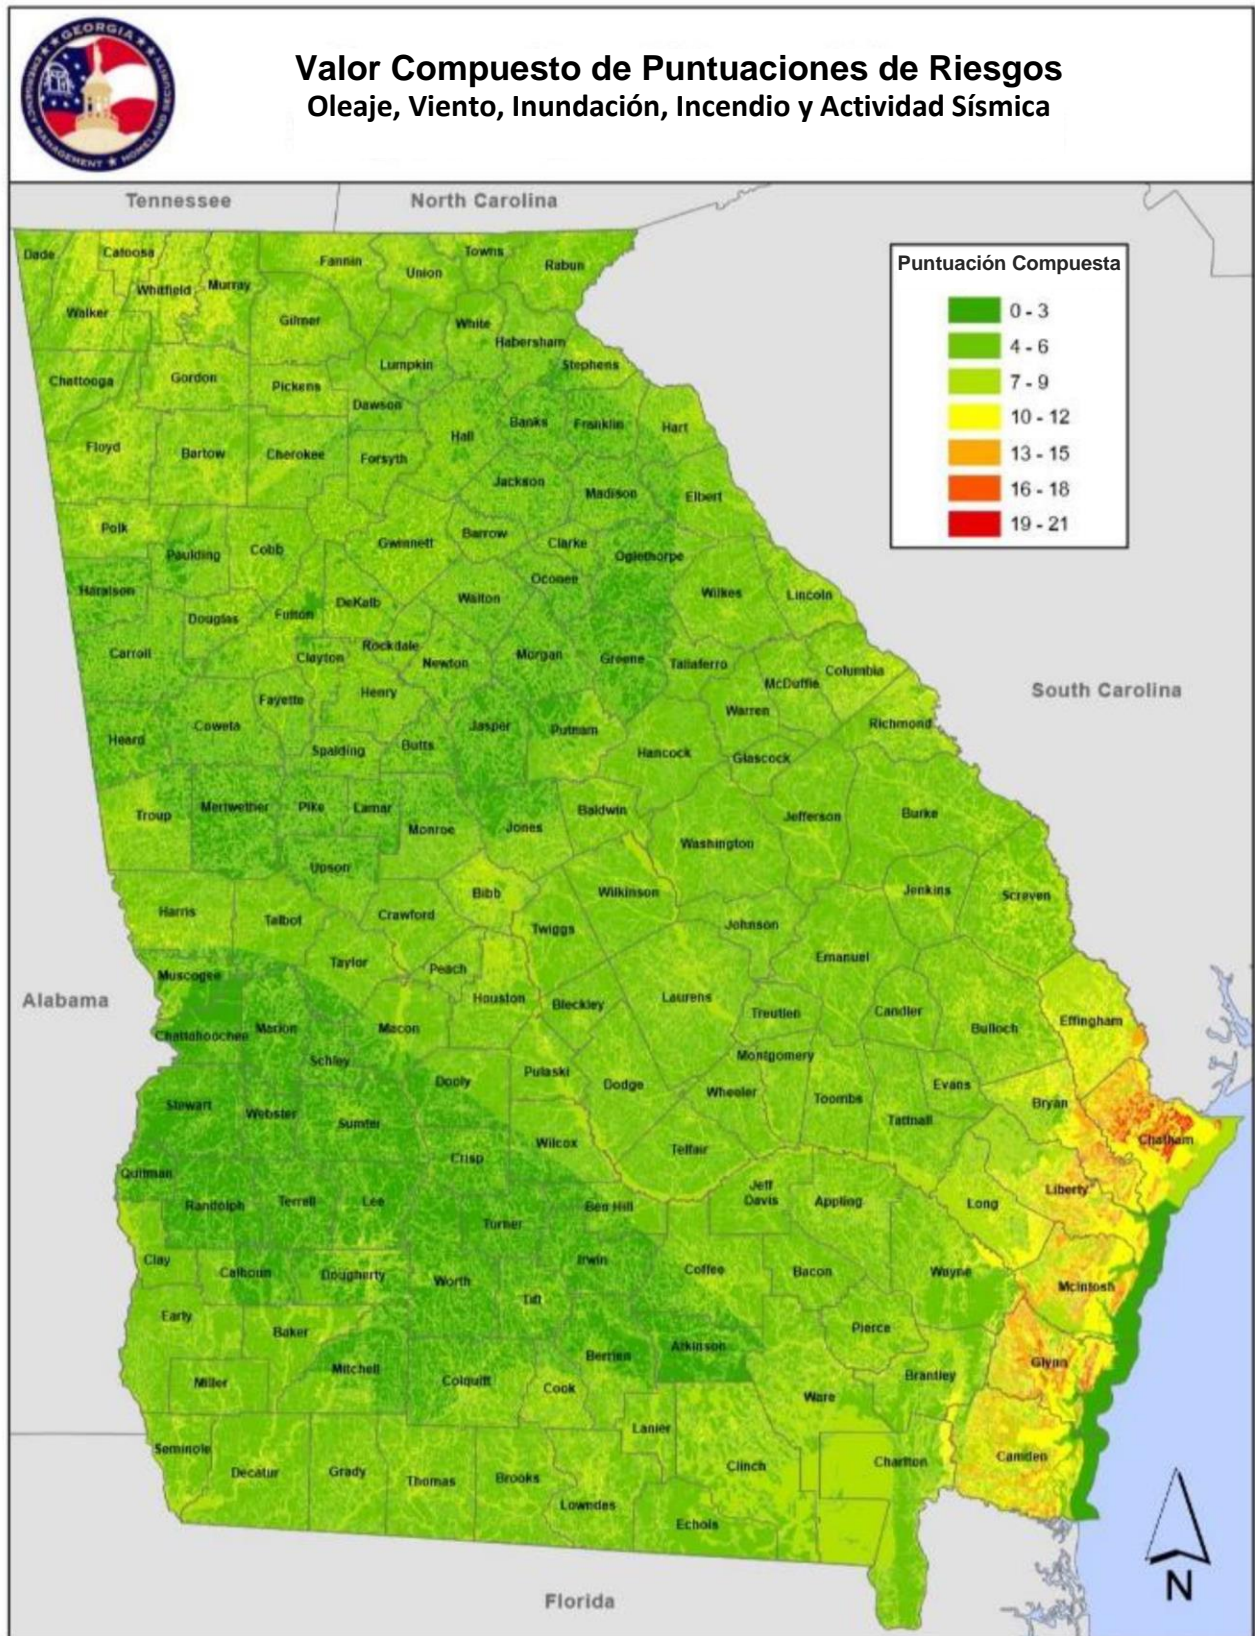 GEORGIA
EMERGENCY MANAGEMENT ★ HOMELAND SECURITY
Valor Compuesto de Puntuaciones de Riesgos
Oleaje, Viento, Inundación, Incendio y Actividad Sísmica
Tennessee
North Carolina
Puntuación Compuesta
0 - 3
4 - 6
7 - 9
10 - 12
13 - 15
16 - 18
19 - 21
Dade
Catoosa
Fannin
Towns
Union
Rabun
Whitfield
Murray
Walker
Gilmer
White
Habersham
Lumpkin
Stephens
Chattooga
Gordon
Pickens
Dawson
Banks
Franklin
Hart
Hall
Floyd
Bartow
Cherokee
Forsyth
Jackson
Madison
Elbert
Polk
Paulding
Cobb
Gwinnett
Barrow
Clarke
Oglethorpe
Oconee
Haralson
Douglas
Fulton
DeKalb
Walton
Wilkes
Lincoln
Carroll
Clayton
Rockdale
Newton
Morgan
Greene
Taliaferro
McDuffie
Columbia
South Carolina
Fayette
Henry
Warren
Richmond
Heard
Coweta
Spalding
Butts
Jasper
Putnam
Hancock
Glascock
Troup
Meriwether
Pike
Lamar
Monroe
Jones
Baldwin
Washington
Jefferson
Burke
Upson
Bibb
Wilkinson
Jenkins
Screven
Harris
Talbot
Crawford
Twiggs
Johnson
Emanuel
Muscogee
Taylor
Peach
Houston
Bleckley
Laurens
Treutlen
Candler
Bulloch
Effingham
Alabama
Chattahoochee
Marion
Macon
Schley
Montgomery
Dooly
Pulaski
Dodge
Wheeler
Toombs
Evans
Bryan
Stewart
Webster
Sumter
Tattnall
Chatham
Wilcox
Telfair
Crisp
Quitman
Randolph
Terrell
Lee
Turner
Ben Hill
Jeff
Davis
Appling
Long
Liberty
Clay
Calhoun
Dougherty
Worth
Irwin
Tift
Coffee
Bacon
Wayne
McIntosh
Early
Baker
Pierce
Miller
Mitchell
Colquitt
Berrien
Atkinson
Cook
Ware
Brantley
Glynn
Lanier
Seminole
Decatur
Grady
Thomas
Brooks
Lowndes
Clinch
Charlton
Camden
Echols
Florida
N